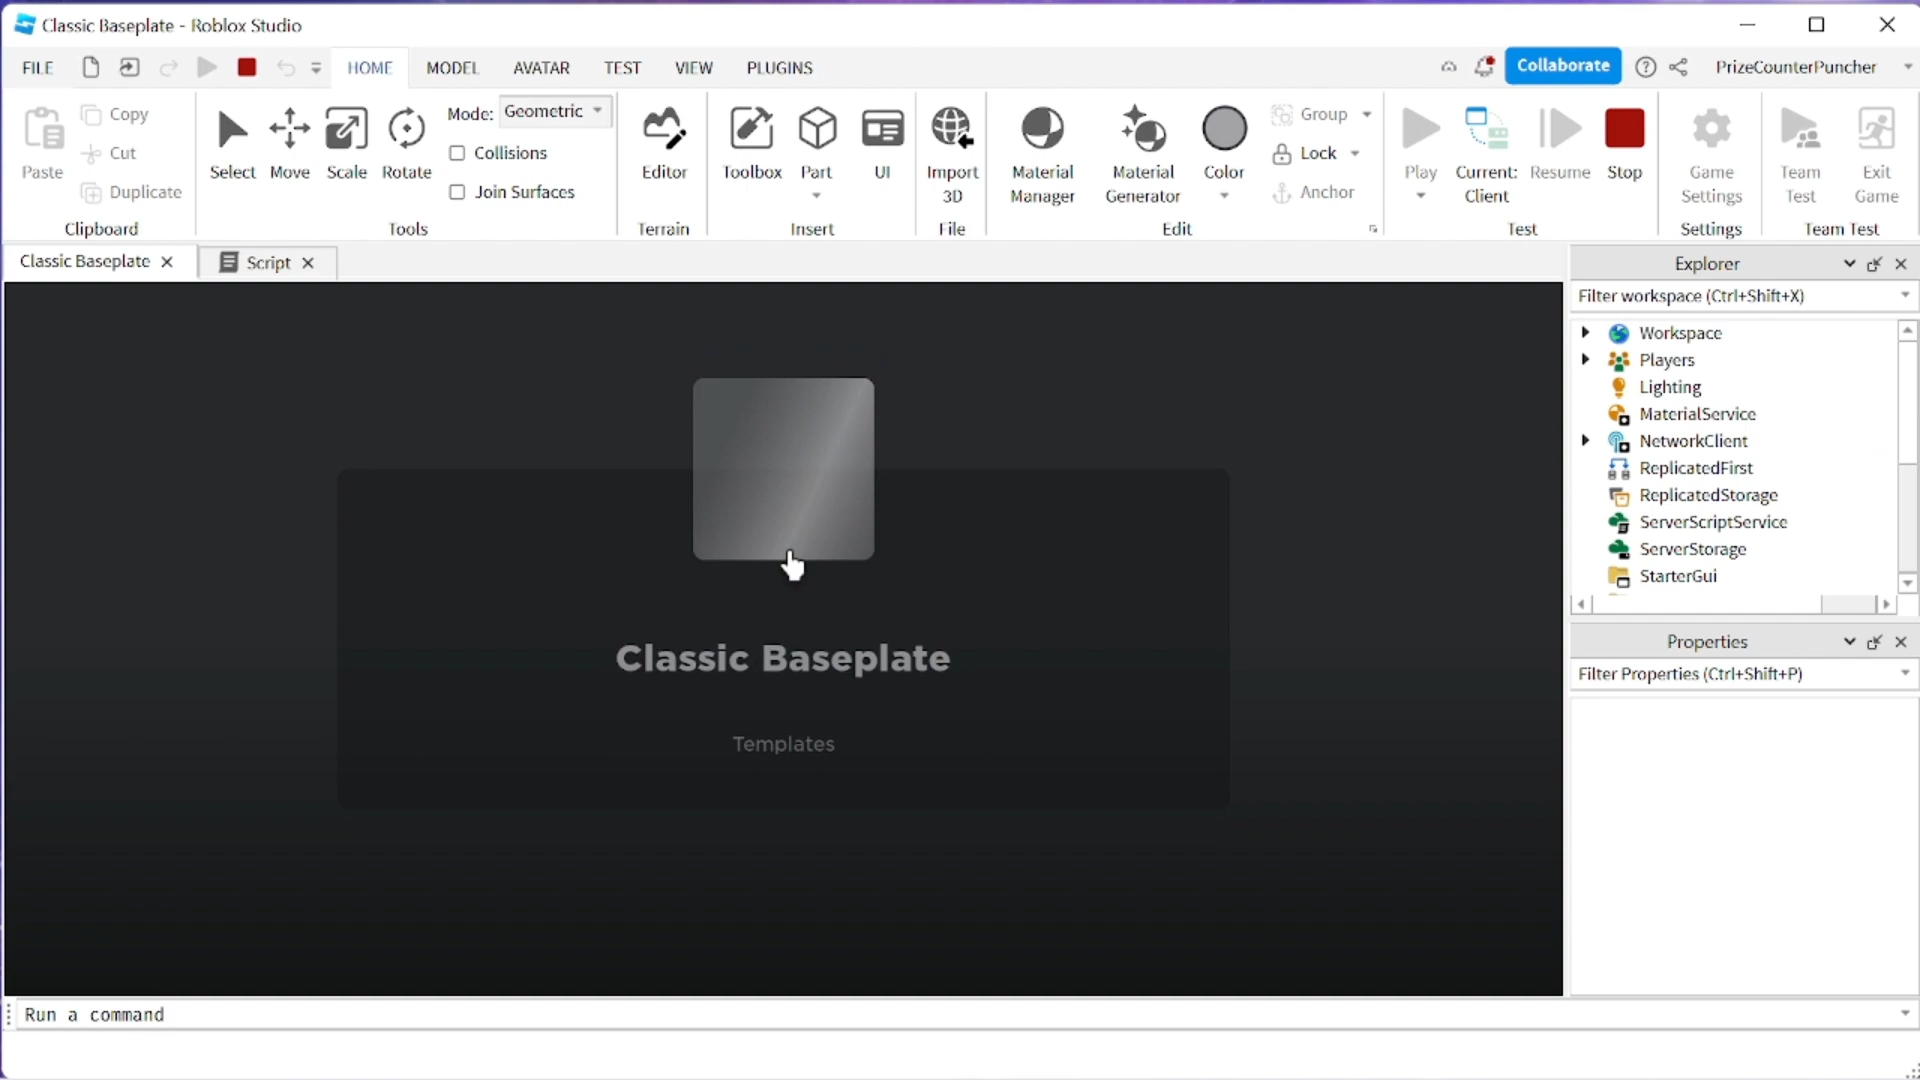 Classic Baseplate - Roblox Studio
FILE
HOME
MODEL
AVATAR
TEST
VIEW
PLUGINS
Collaborate
PrizeCounterPuncher
Paste
Copy
Cut
Duplicate
Clipboard
Select
Move
Scale
Rotate
Mode: Geometric
Collisions
Join Surfaces
Tools
Editor
Terrain
Toolbox
Part
UI
Insert
Import
3D
File
Material
Manager
Material
Generator
Color
Group
Lock
Anchor
Edit
Play
Current:
Client
Resume
Stop
Test
Game
Settings
Settings
Team
Test
Exit
Game
Team Test
Classic Baseplate
Script
Explorer
Filter workspace (Ctrl+Shift+X)
Workspace
Players
Lighting
MaterialService
NetworkClient
ReplicatedFirst
ReplicatedStorage
ServerScriptService
ServerStorage
StarterGui
Properties
Filter Properties (Ctrl+Shift+P)
Classic Baseplate
Templates
Run a command